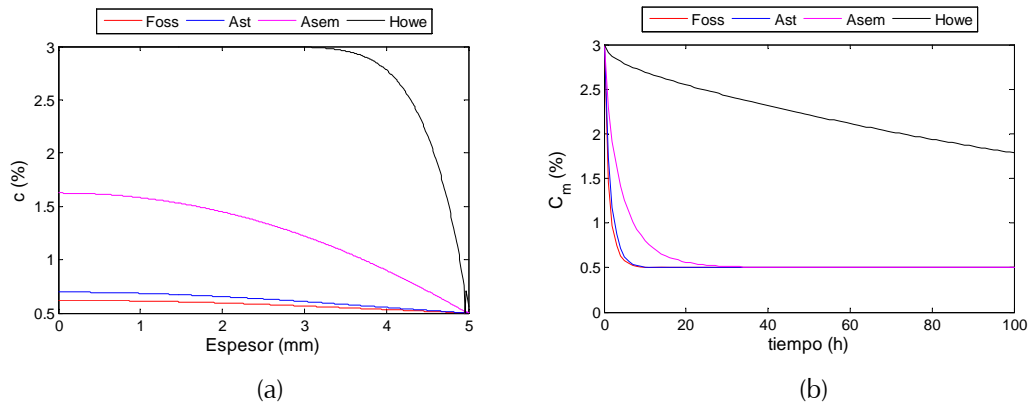 Foss Ast Asem Howe
3
2.5
2
1.5
1
0.5
c (%)
0 1 2 3 4 5
Espesor (mm)
(a)
Foss Ast Asem Howe
3
2.5
2
1.5
1
0.5
0
C_m (%)
0 20 40 60 80 100
tiempo (h)
(b)